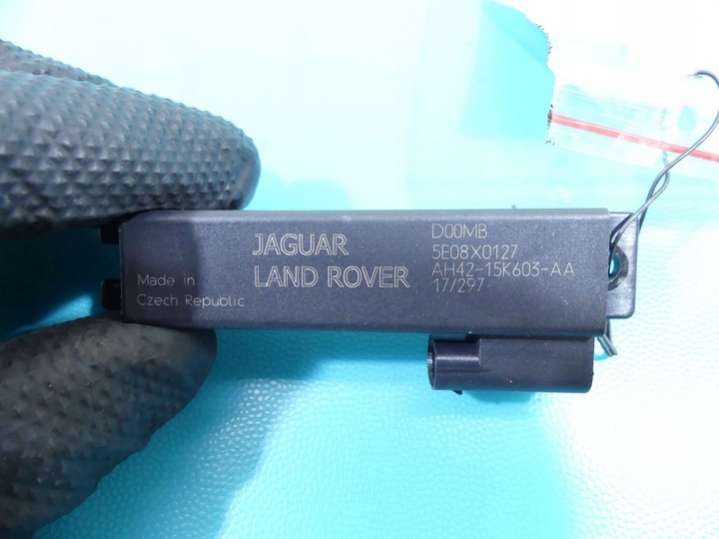 JAGUAR
LAND ROVER
Made in
Czech Republic
D00MB
5E08X0127
AH42-15K603-AA
17/297